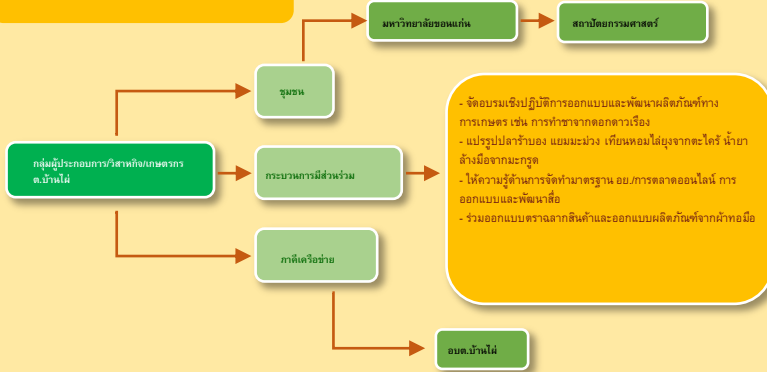 มหาวิทยาลัยขอนแก่น
สถาปัตยกรรมศาสตร์
ชุมชน
- จัดอบรมเชิงปฏิบัติการออกแบบและพัฒนาผลิตภัณฑ์ทาง
การเกษตร เช่น การทำชาจากดอกดาวเรือง
- แปรรูปปลาร้าบอง แยมมะม่วง เทียนหอมไล่ยุงจากตะไคร้ น้ำยา
ล้างมือจากมะกรูด
- ให้ความรู้ด้านการจัดทำมาตรฐาน อย./การตลาดออนไลน์ การ
ออกแบบและพัฒนาสื่อ
- ร่วมออกแบบตราฉลากสินค้าและออกแบบผลิตภัณฑ์จากผ้าทอมือ
กลุ่มผู้ประกอบการ/วิสาหกิจ/เกษตรกร
ต.บ้านไผ่
กระบวนการมีส่วนร่วม
ภาคีเครือข่าย
อบต.บ้านไผ่